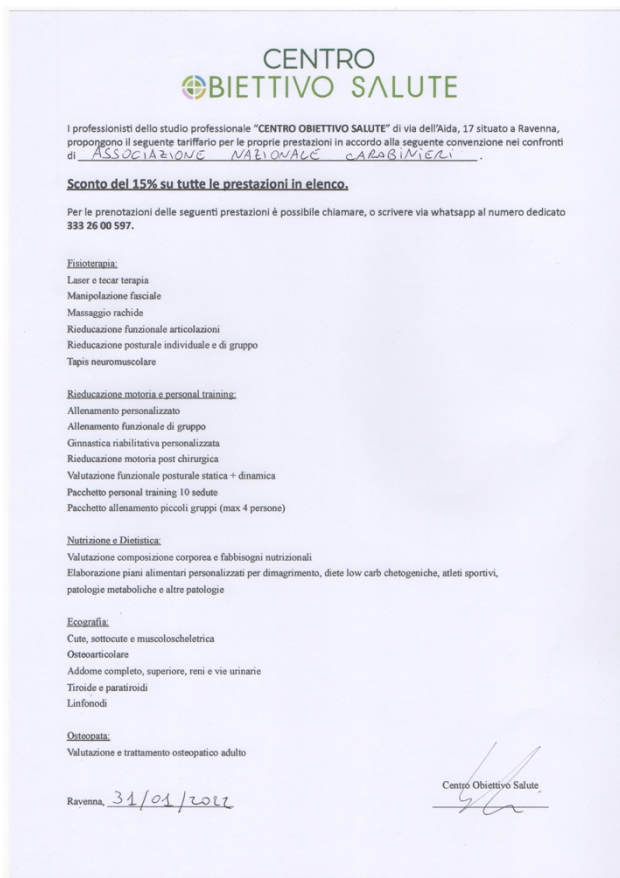 CENTRO
OBIETTIVO SALUTE
I professionisti dello studio professionale "CENTRO OBIETTIVO SALUTE" di via dell'Aida, 17 situato a Ravenna,
propongono il seguente tariffario per le proprie prestazioni in accordo alla seguente convenzione nei confronti
di ASSOCIAZIONE NAZIONALE CARABINIERI.
Sconto del 15% su tutte le prestazioni in elenco.
Per le prenotazioni delle seguenti prestazioni è possibile chiamare, o scrivere via whatsapp al numero dedicato
333 26 00 597.
Fisioterapia:
Laser e tecar terapia
Manipolazione fasciale
Massaggio rachide
Rieducazione funzionale articolazioni
Rieducazione posturale individuale e di gruppo
Tapis neuromuscolare
Rieducazione motoria e personal training:
Allenamento personalizzato
Allenamento funzionale di gruppo
Ginnastica riabilitativa personalizzata
Rieducazione motoria post chirurgica
Valutazione funzionale posturale statica + dinamica
Pacchetto personal training 10 sedute
Pacchetto allenamento piccoli gruppi (max 4 persone)
Nutrizione e Dietistica:
Valutazione composizione corporea e fabbisogni nutrizionali
Elaborazione piani alimentari personalizzati per dimagrimento, diete low carb chetogeniche, atleti sportivi,
patologie metaboliche e altre patologie
Ecografia:
Cute, sottocute e muscoloscheletrica
Osteoarticolare
Addome completo, superiore, reni e vie urinarie
Tiroide e paratiroidi
Linfonodi
Osteopata:
Valutazione e trattamento osteopatico adulto
Centro Obiettivo Salute
Ravenna, 31/01/2022